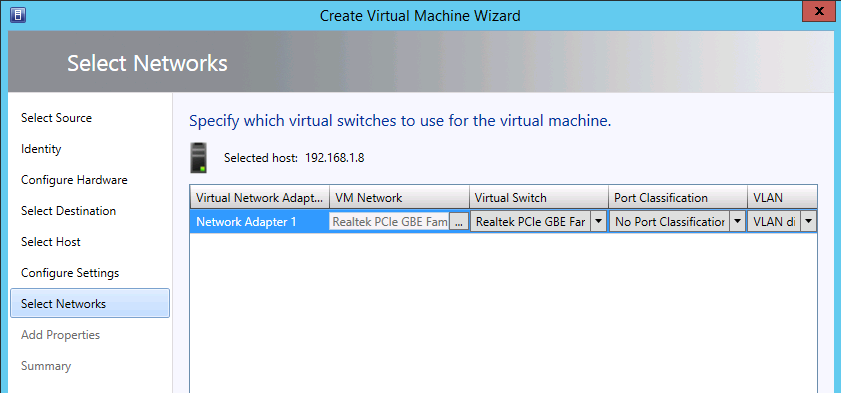 Create Virtual Machine Wizard
x
Select Networks
Select Source
Identity
Configure Hardware
Select Destination
Select Host
Configure Settings
Select Networks
Add Properties
Summary
Specify which virtual switches to use for the virtual machine.
Selected host: 192.168.1.8
Virtual Network Adapt... VM Network Virtual Switch Port Classification VLAN
Network Adapter 1 Realtek PCIe GBE Fam ... Realtek PCIe GBE Far No Port Classification VLAN di